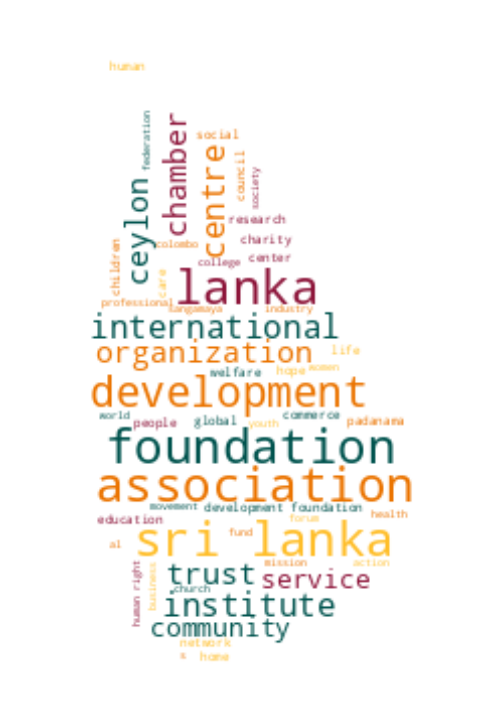 human
federation
chamber
social
centre
council
society
ceylon
research
children
colombo
charity
college
center
care
lanka
professional
sangamaya
industry
international
organization
life
welfare
hope
women
development
world
people
global
youth
commerce
padanama
foundation
association
movement
development foundation
education
forum
health
al
sri lanka
fund
human right
business
trust
mission
action
service
church
institute
community
network
s
home